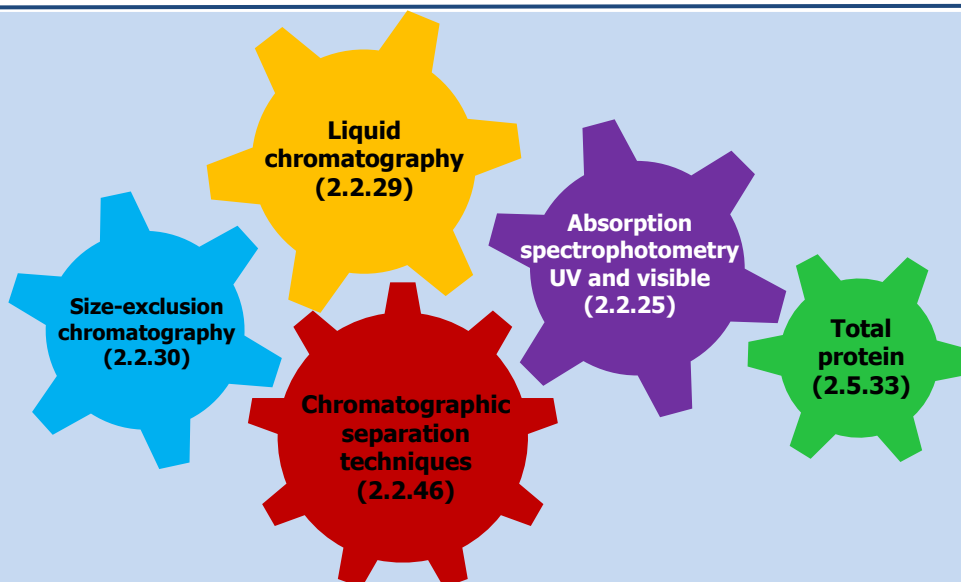 Liquid
chromatography
(2.2.29)
Absorption
spectrophotometry
UV and visible
(2.2.25)
Size-exclusion
chromatography
(2.2.30)
Total
protein
(2.5.33)
Chromatographic
separation
techniques
(2.2.46)